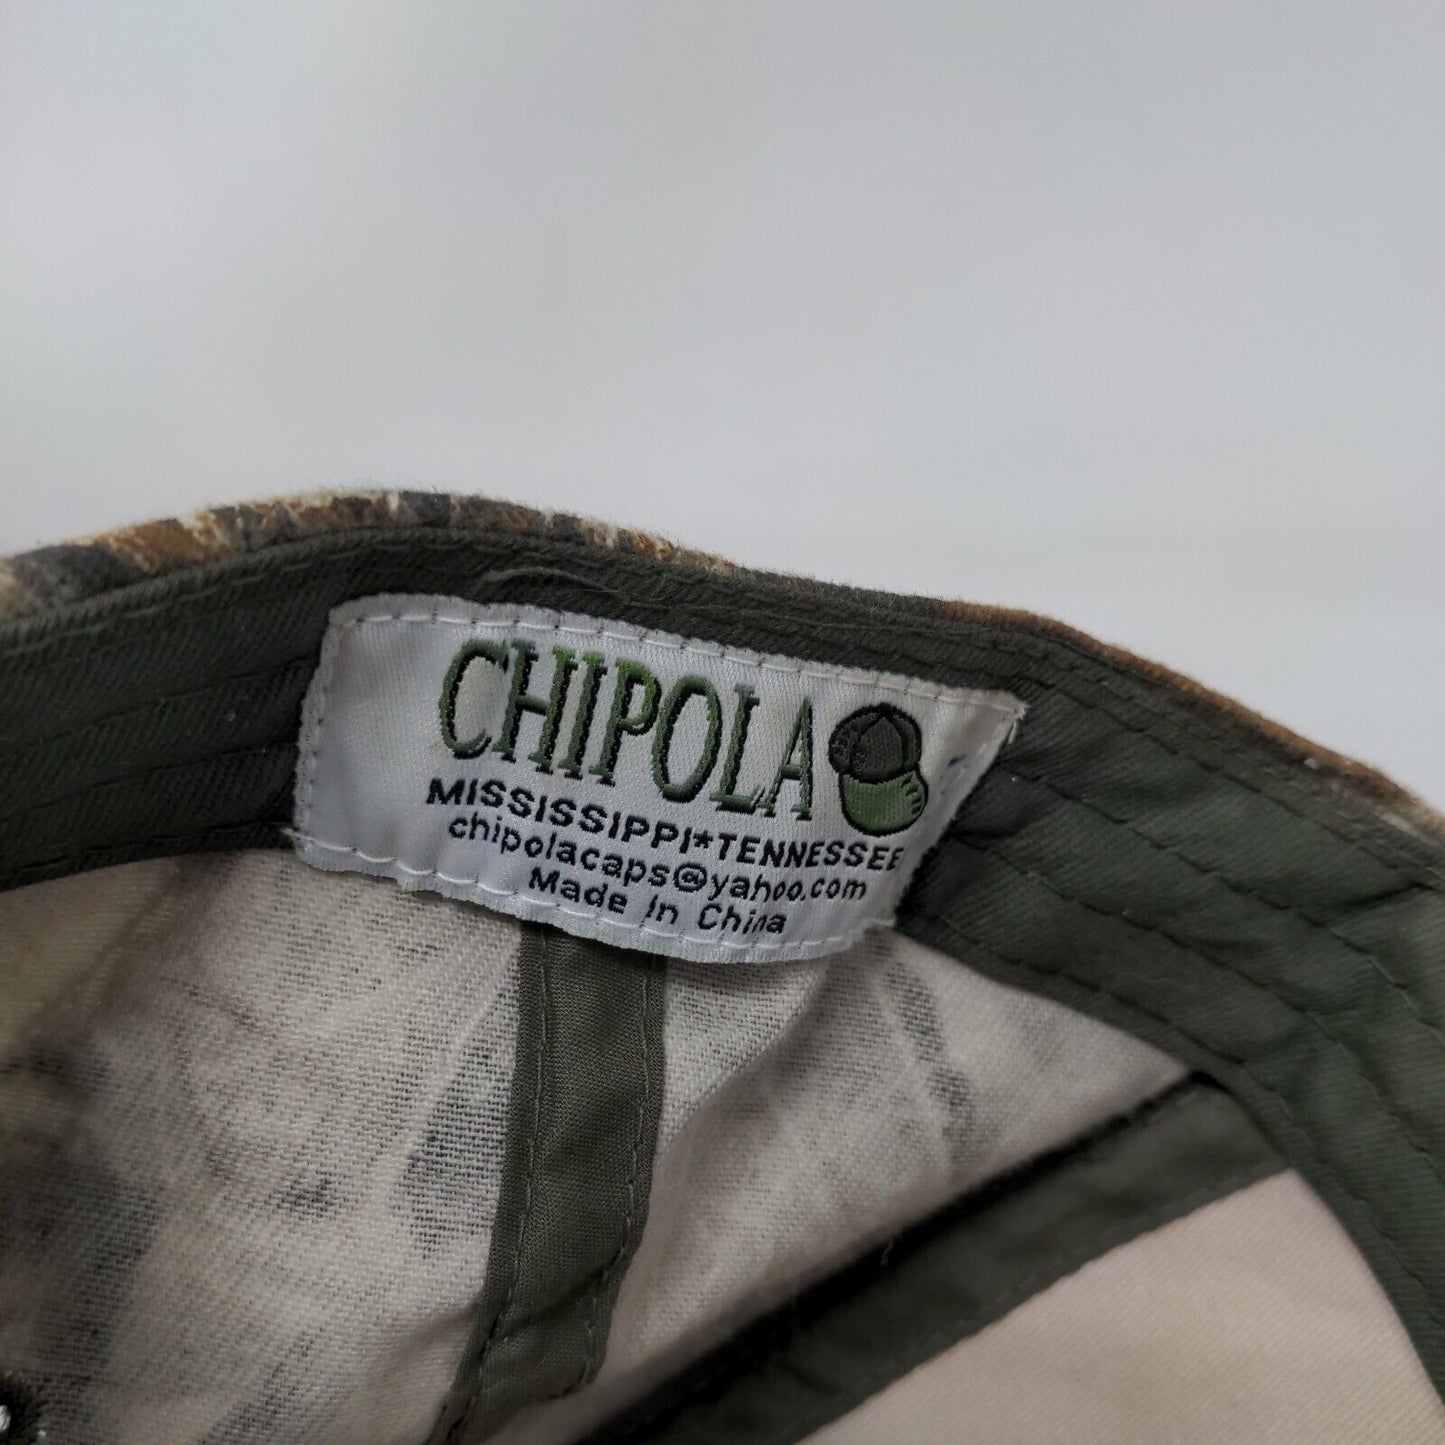 CHIPOLA
MISSISSIPPI*TENNESSEE
chipolacaps@yahoo.com
Made In China